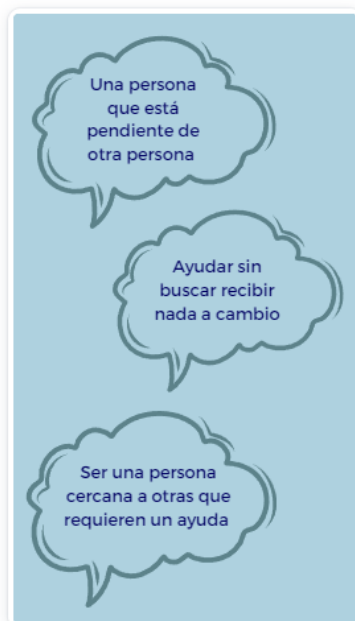 Una persona
que está
pendiente de
otra persona
Ayudar sin
buscar recibir
nada a cambio
Ser una persona
cercana a otras que
requieren un ayuda